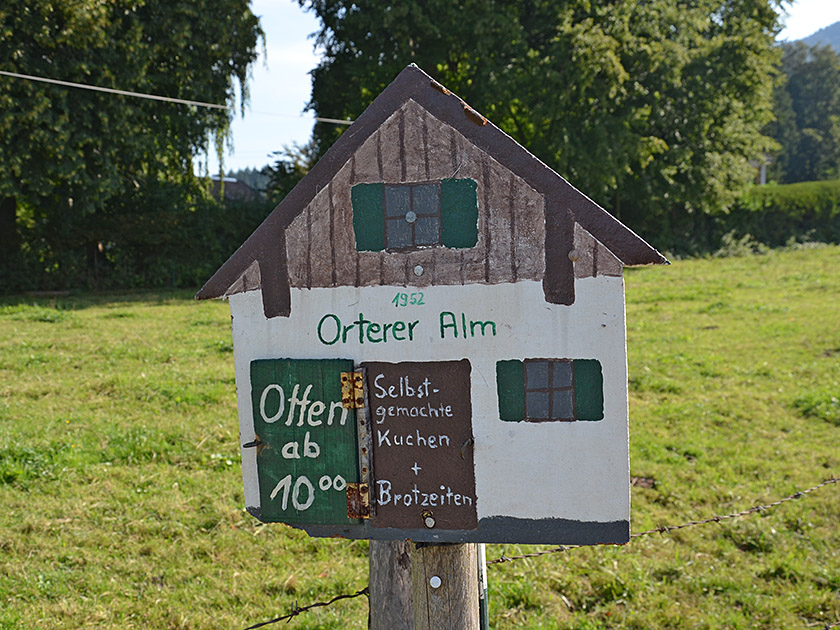 1952
Orterer Alm
Offen
ab
10⁰⁰
Selbst-
gemachte
Kuchen
+
Brotzeiten